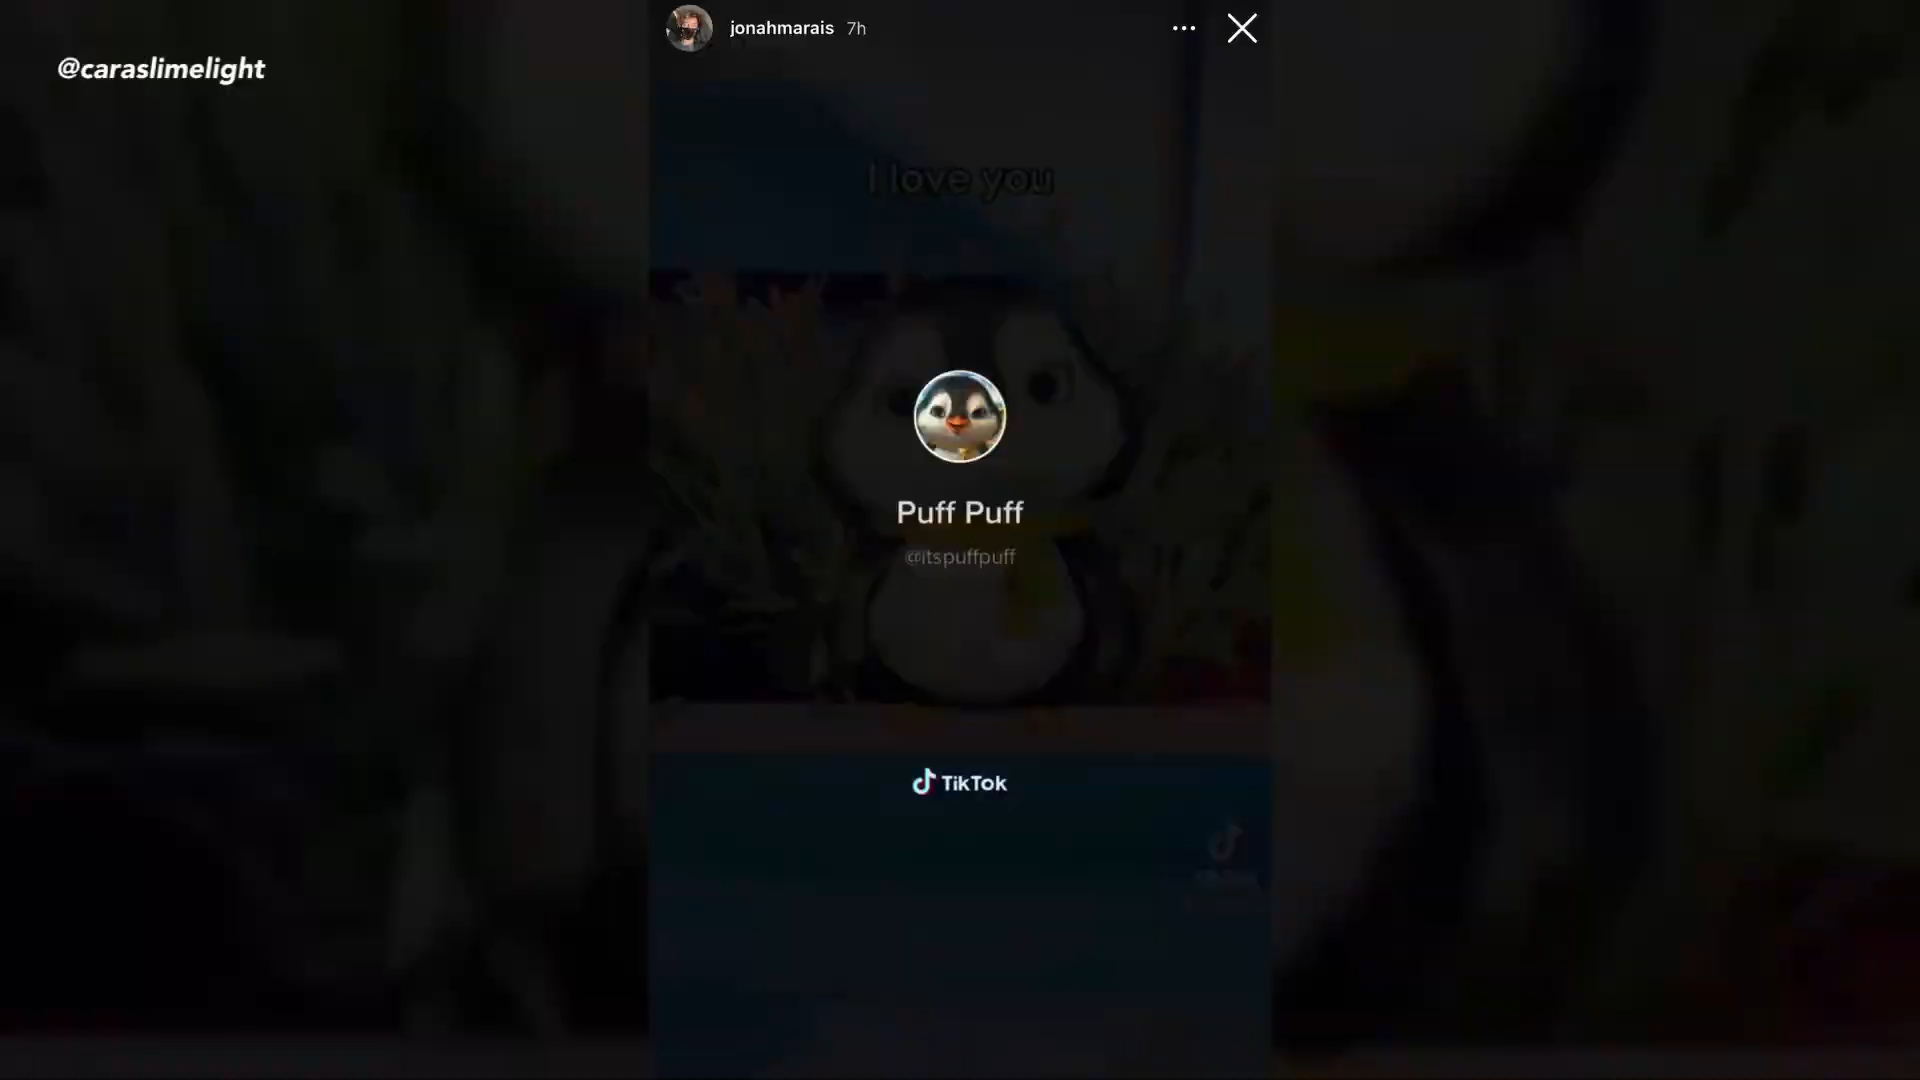 jonahmarais 7h
@caraslimelight
I love you
Puff Puff
@itspuffpuff
TikTok